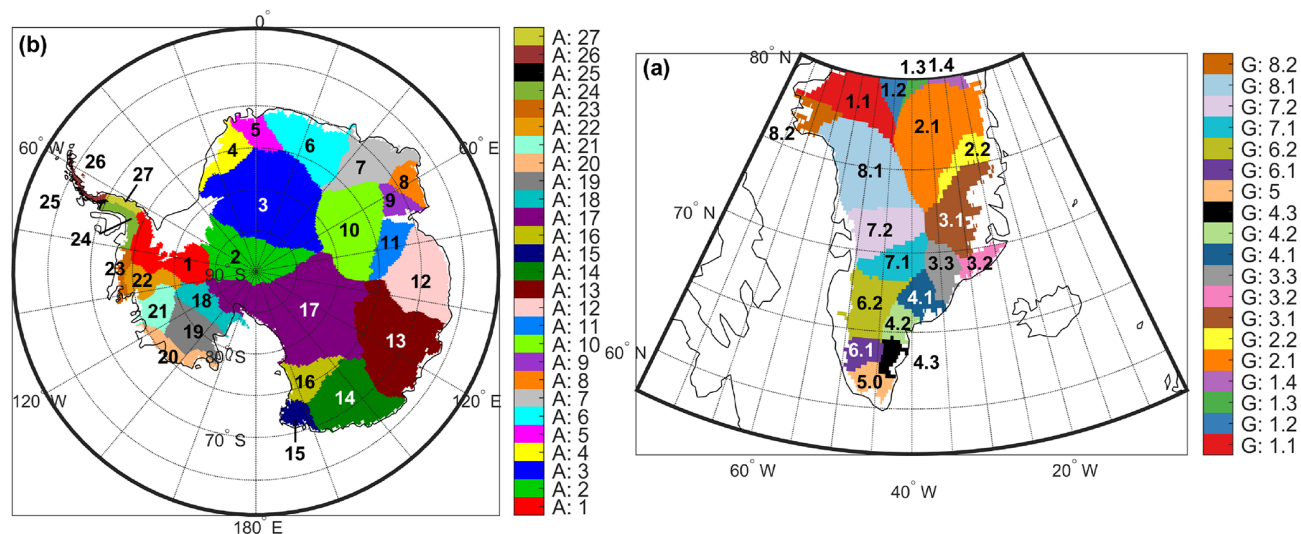 (b)
0°
60° W
60° E
120° W
120° E
180° E
90° S
80° S
70° S
1
2
3
4
5
6
7
8
9
10
11
12
13
14
15
16
17
18
19
20
21
22
23
24
25
26
27
A: 27
A: 26
A: 25
A: 24
A: 23
A: 22
A: 21
A: 20
A: 19
A: 18
A: 17
A: 16
A: 15
A: 14
A: 13
A: 12
A: 11
A: 10
A: 9
A: 8
A: 7
A: 6
A: 5
A: 4
A: 3
A: 2
A: 1
(a)
80° N
70° N
60° N
60° W
40° W
20° W
1.3
1.4
1.1
1.2
2.1
8.2
2.2
8.1
3.1
7.2
7.1
3.3
3.2
6.2
4.1
4.2
6.1
4.3
5.0
G: 8.2
G: 8.1
G: 7.2
G: 7.1
G: 6.2
G: 6.1
G: 5
G: 4.3
G: 4.2
G: 4.1
G: 3.3
G: 3.2
G: 3.1
G: 2.2
G: 2.1
G: 1.4
G: 1.3
G: 1.2
G: 1.1